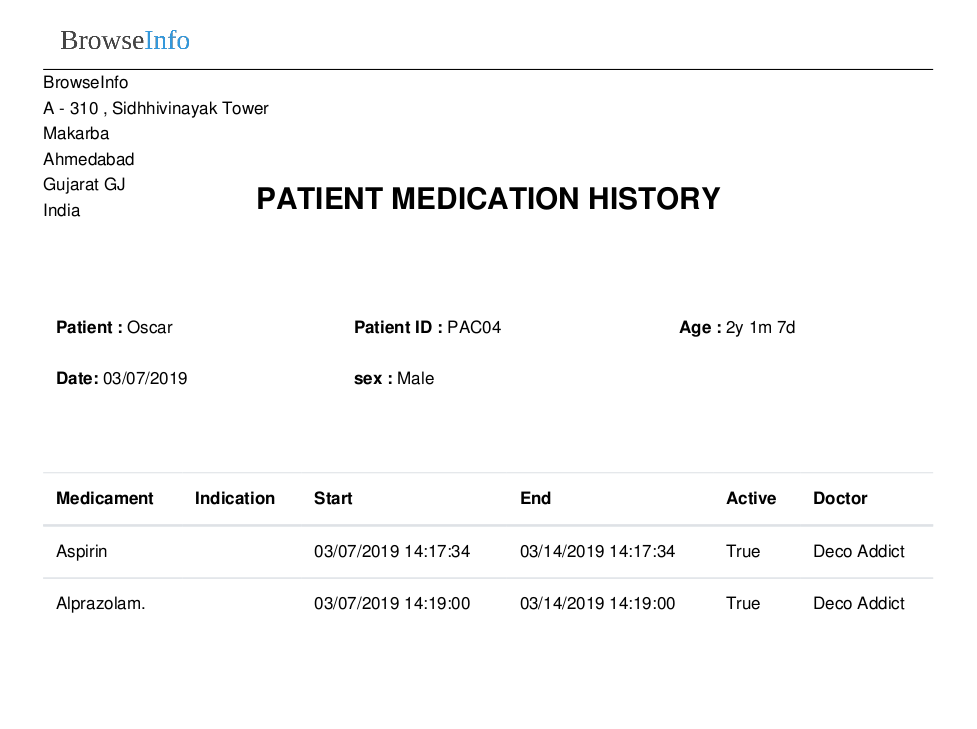 BrowseInfo
BrowseInfo
A - 310 , Sidhhivinayak Tower
Makarba
Ahmedabad
Gujarat GJ
India
PATIENT MEDICATION HISTORY
Patient : Oscar Patient ID : PAC04 Age : 2y 1m 7d
Date: 03/07/2019 sex : Male
Medicament Indication Start End Active Doctor
Aspirin 03/07/2019 14:17:34 03/14/2019 14:17:34 True Deco Addict
Alprazolam. 03/07/2019 14:19:00 03/14/2019 14:19:00 True Deco Addict